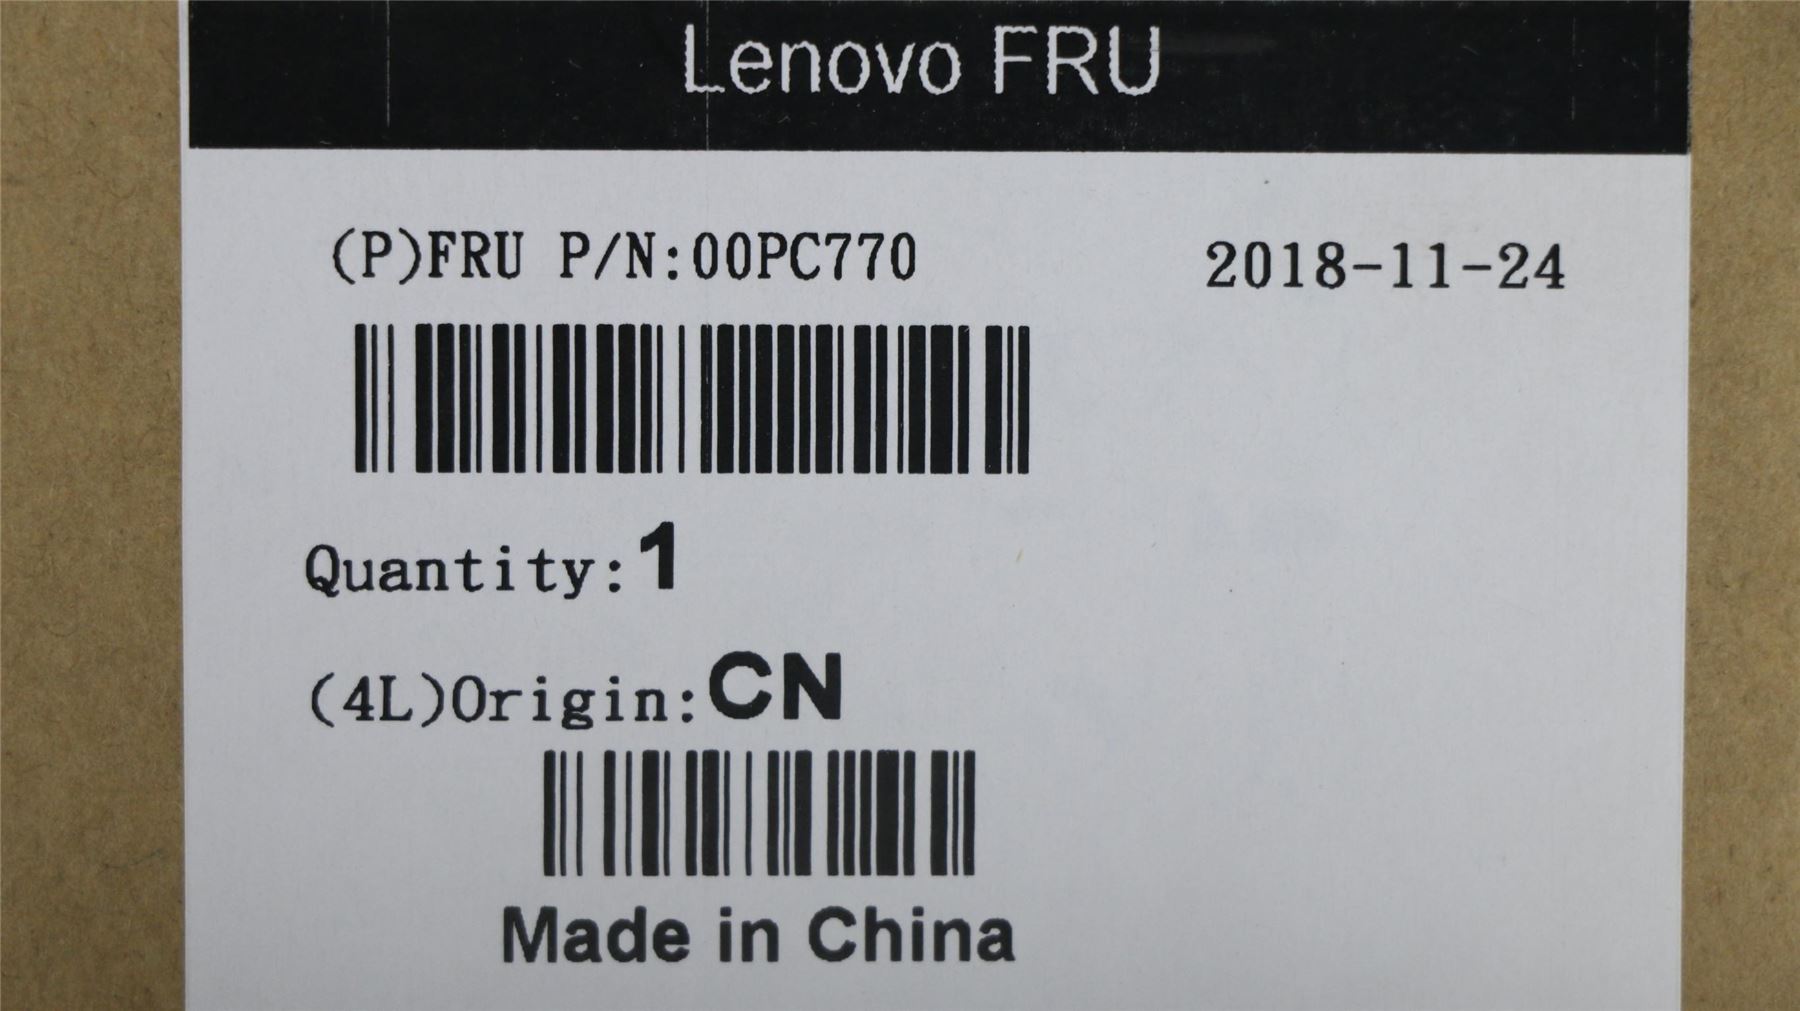 Lenovo FRU
(P)FRU P/N:00PC770 2018-11-24
Quantity:1
(4L)Origin:CN
Made in China